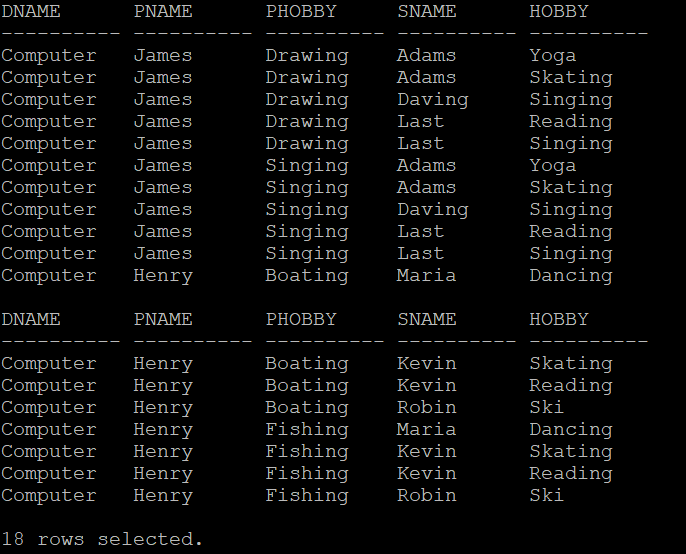 DNAME      PNAME      PHOBBY     SNAME      HOBBY
---------- ---------- ---------- ---------- ----------
Computer   James      Drawing    Adams      Yoga
Computer   James      Drawing    Adams      Skating
Computer   James      Drawing    Daving     Singing
Computer   James      Drawing    Last       Reading
Computer   James      Drawing    Last       Singing
Computer   James      Singing    Adams      Yoga
Computer   James      Singing    Adams      Skating
Computer   James      Singing    Daving     Singing
Computer   James      Singing    Last       Reading
Computer   James      Singing    Last       Singing
Computer   Henry      Boating    Maria      Dancing
DNAME      PNAME      PHOBBY     SNAME      HOBBY
---------- ---------- ---------- ---------- ----------
Computer   Henry      Boating    Kevin      Skating
Computer   Henry      Boating    Kevin      Reading
Computer   Henry      Boating    Robin      Ski
Computer   Henry      Fishing    Maria      Dancing
Computer   Henry      Fishing    Kevin      Skating
Computer   Henry      Fishing    Kevin      Reading
Computer   Henry      Fishing    Robin      Ski
18 rows selected.